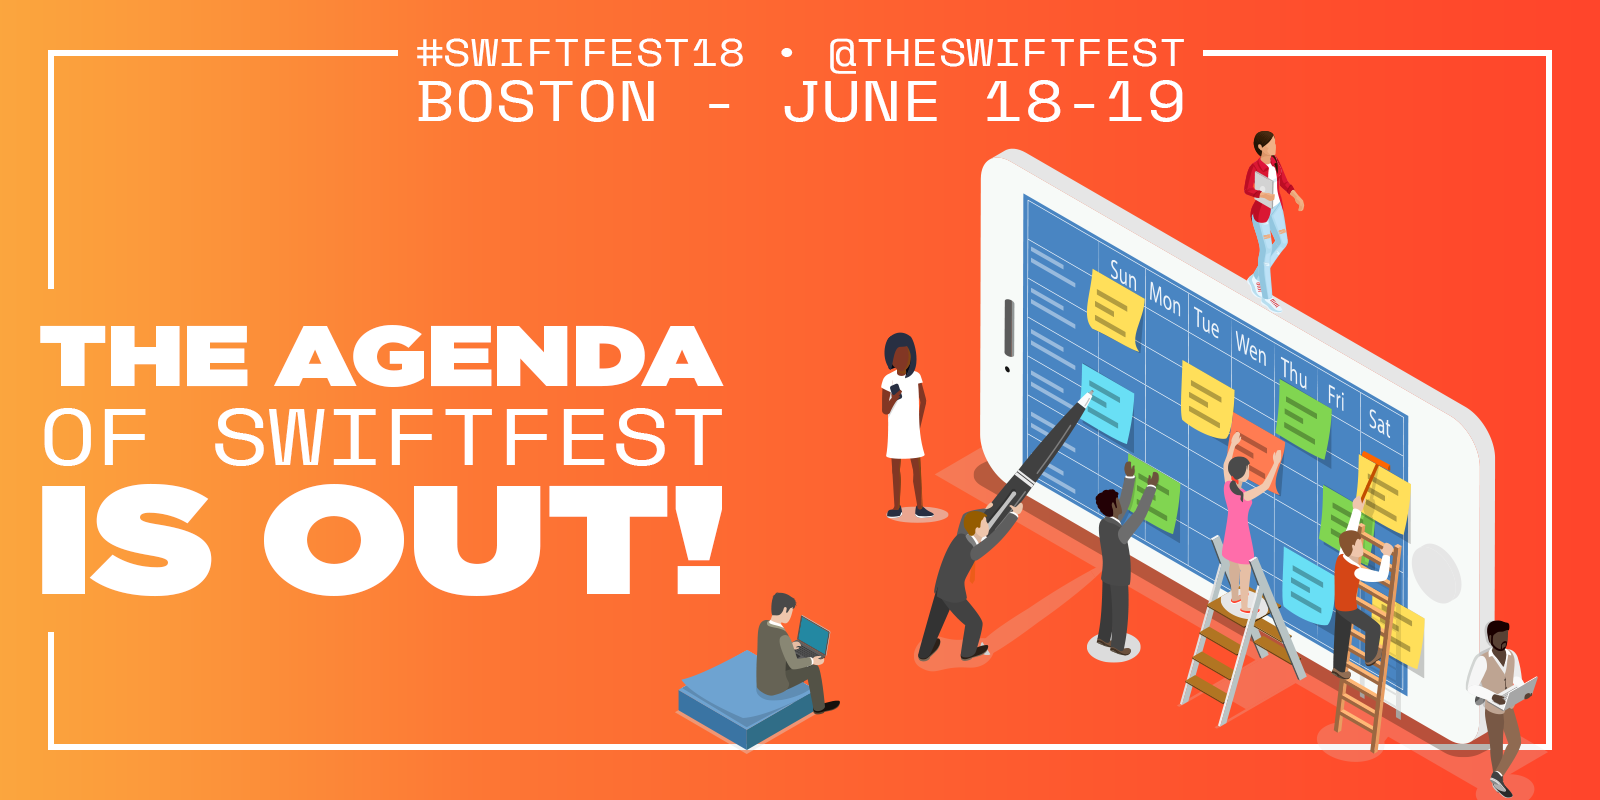 #SWIFTFEST18 • @THESWIFTFEST
BOSTON - JUNE 18-19
THE AGENDA
OF SWIFTFEST
IS OUT!
Sun Mon Tue Wen Thu Fri Sat